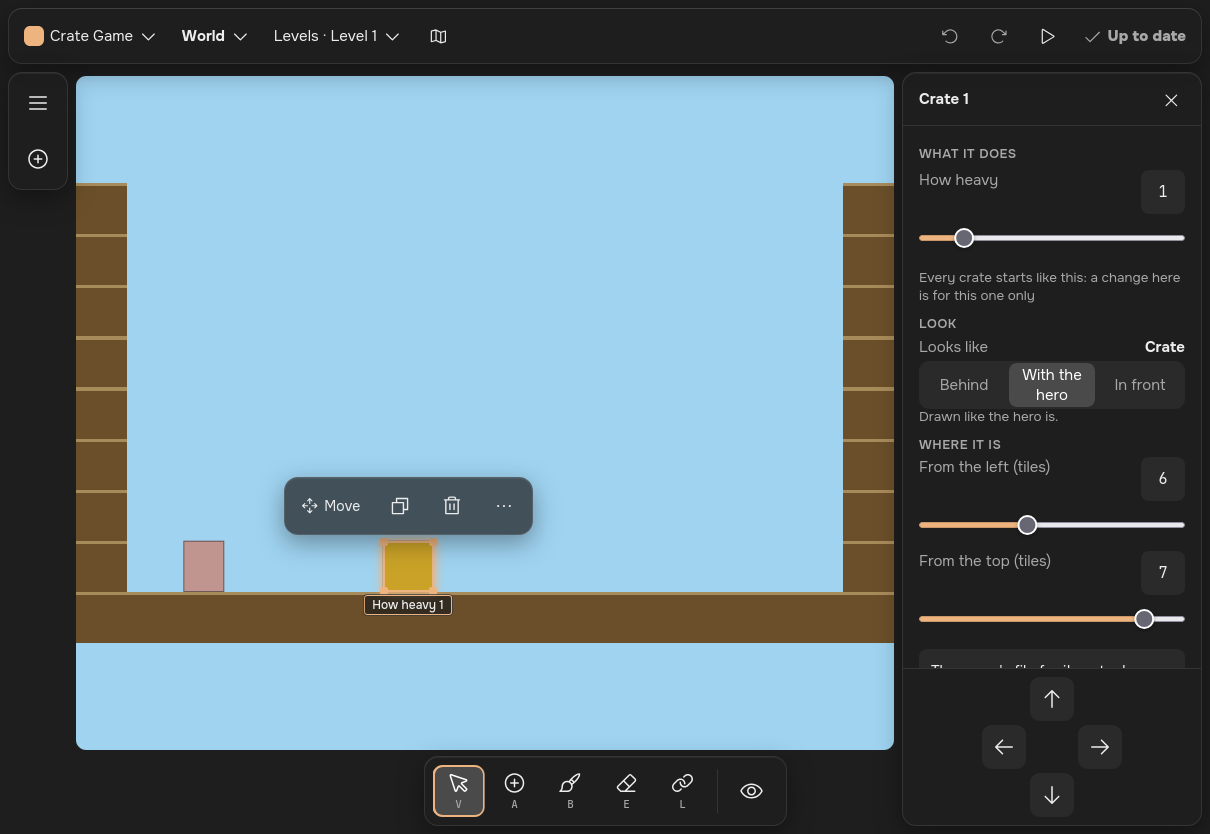 Crate Game
World
Levels · Level 1
Up to date
Crate 1
WHAT IT DOES
How heavy
1
Every crate starts like this: a change here
is for this one only
LOOK
Looks like
Crate
Behind
With the
hero
In front
Drawn like the hero is.
WHERE IT IS
From the left (tiles)
6
From the top (tiles)
7
Move
How heavy 1
V
A
B
E
L